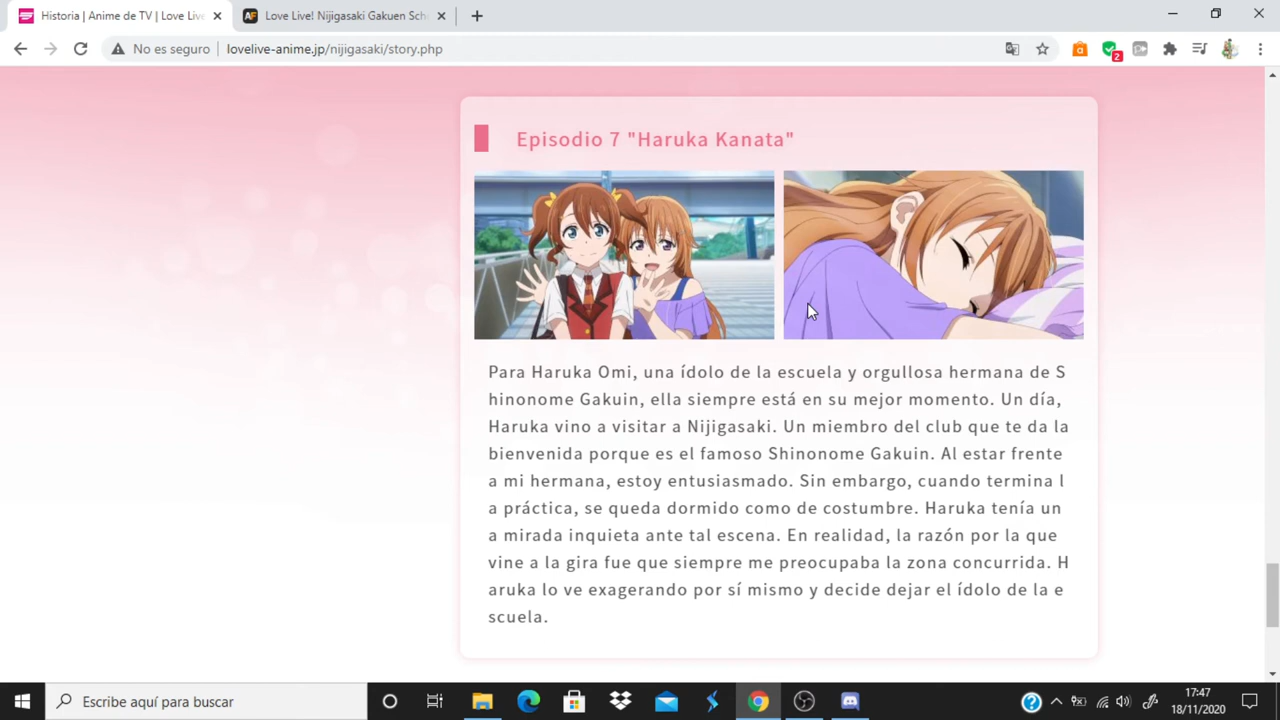 Historia | Anime de TV | Love Live
Love Live! Nijigasaki Gakuen Sch
No es seguro
lovelive-anime.jp/nijigasaki/story.php
2
Episodio 7 "Haruka Kanata"
Para Haruka Omi, una ídolo de la escuela y orgullosa hermana de S
hinonome Gakuin, ella siempre está en su mejor momento. Un día,
Haruka vino a visitar a Nijigasaki. Un miembro del club que te da la
bienvenida porque es el famoso Shinonome Gakuin. Al estar frente
a mi hermana, estoy entusiasmado. Sin embargo, cuando termina l
a práctica, se queda dormido como de costumbre. Haruka tenía un
a mirada inquieta ante tal escena. En realidad, la razón por la que
vine a la gira fue que siempre me preocupaba la zona concurrida. H
aruka lo ve exagerando por sí mismo y decide dejar el ídolo de la e
scuela.
Escribe aquí para buscar
17:47
18/11/2020